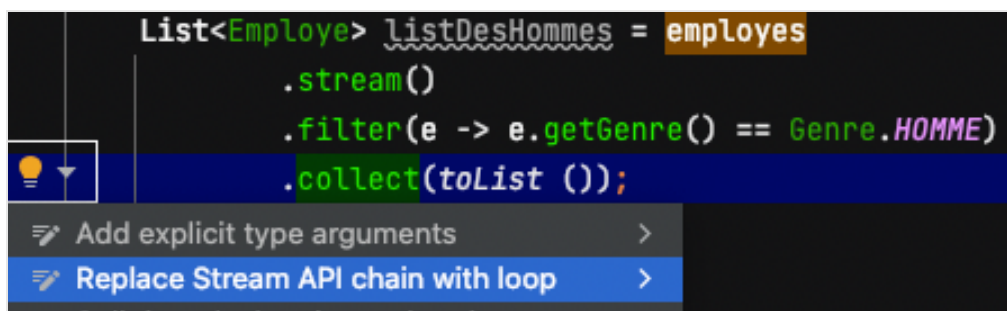 List<Employe> listDesHommes = employes
.stream()
.filter(e -> e.getGenre() == Genre.HOMME)
.collect(toList ());
Add explicit type arguments >
Replace Stream API chain with loop >